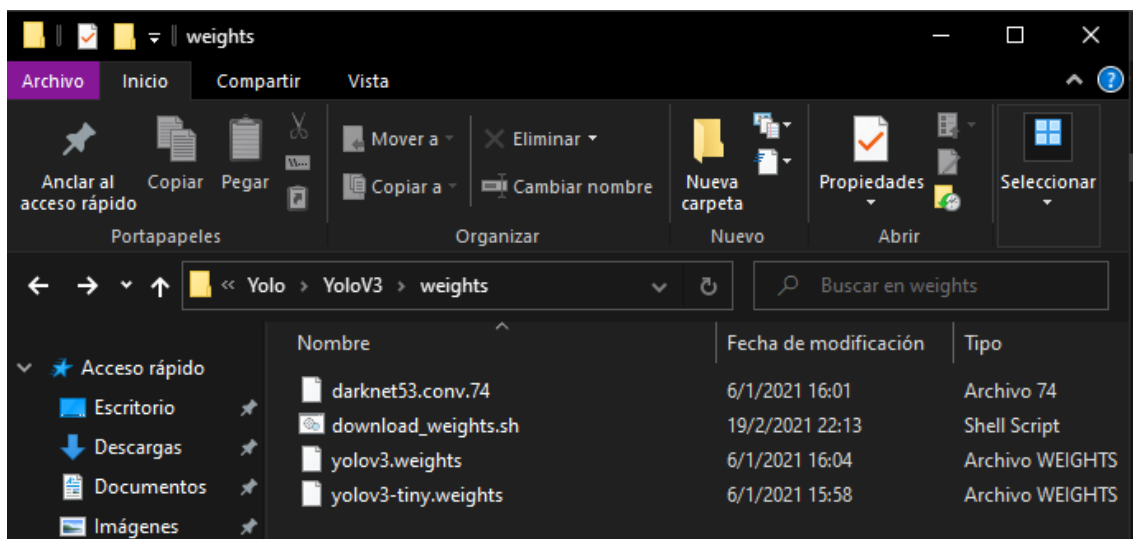 weights
Archivo Inicio Compartir Vista
Anclar al acceso rápido
Copiar
Pegar
Mover a
Copiar a
Eliminar
Cambiar nombre
Nueva carpeta
Propiedades
Seleccionar
Portapapeles Organizar Nuevo Abrir
« Yolo > YoloV3 > weights
Buscar en weights
Nombre Fecha de modificación Tipo
Acceso rápido
Escritorio
Descargas
Documentos
Imágenes
darknet53.conv.74 6/1/2021 16:01 Archivo 74
download_weights.sh 19/2/2021 22:13 Shell Script
yolov3.weights 6/1/2021 16:04 Archivo WEIGHTS
yolov3-tiny.weights 6/1/2021 15:58 Archivo WEIGHTS